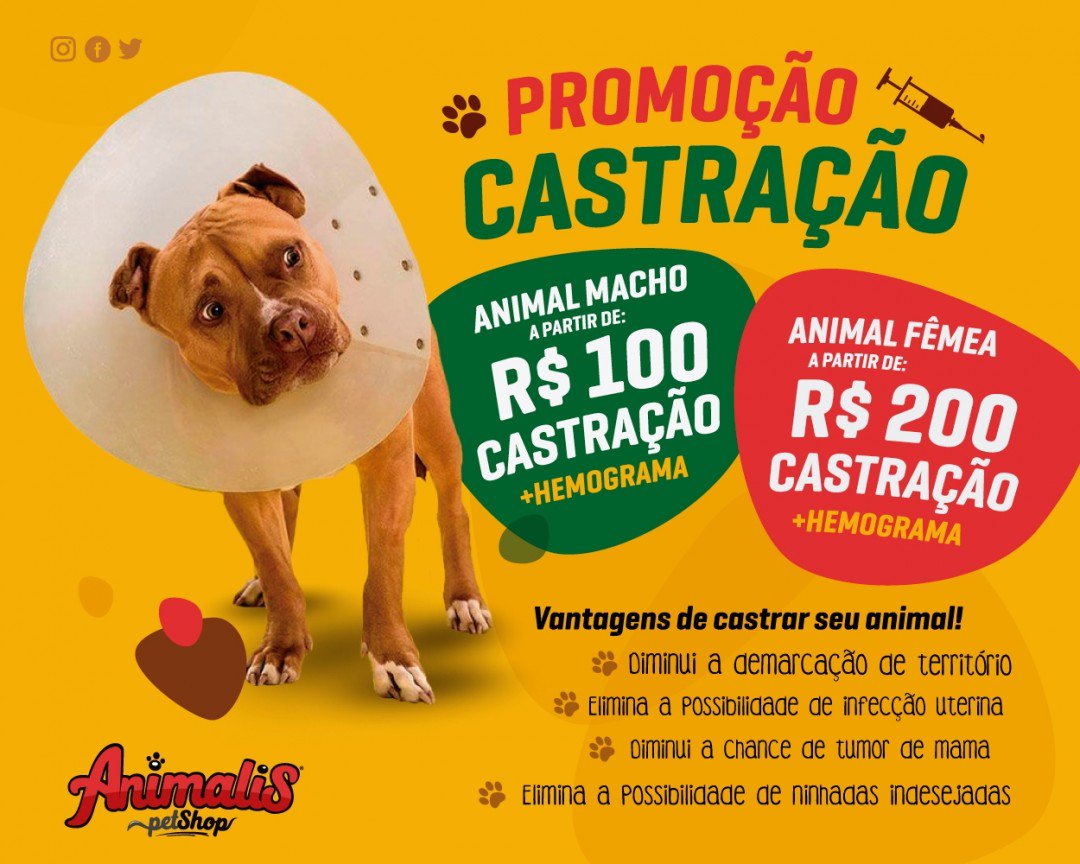 PROMOÇÃO
CASTRAÇÃO
ANIMAL MACHO
A PARTIR DE:
R$ 100
CASTRAÇÃO
+HEMOGRAMA
ANIMAL FÊMEA
A PARTIR DE:
R$ 200
CASTRAÇÃO
+HEMOGRAMA
Vantagens de castrar seu animal!
Diminui a demarcação de território
Elimina a possibilidade de infecção uterina
Diminui a chance de tumor de mama
Elimina a possibilidade de ninhadas indesejadas
Animalis
petShop